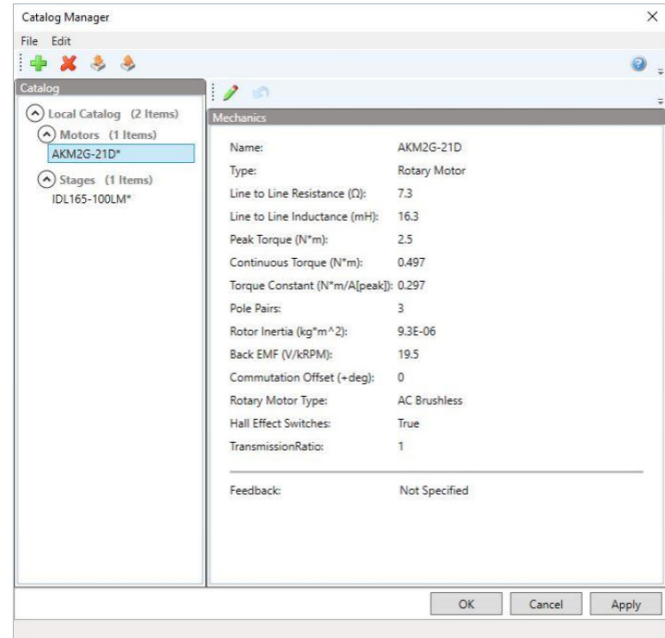 Catalog Manager
File Edit
Catalog
Local Catalog (2 Items)
Motors (1 Items)
AKM2G-21D*
Stages (1 Items)
IDL165-100LM*
Mechanics
Name: AKM2G-21D
Type: Rotary Motor
Line to Line Resistance (Ω): 7.3
Line to Line Inductance (mH): 16.3
Peak Torque (N*m): 2.5
Continuous Torque (N*m): 0.497
Torque Constant (N*m/A[peak]): 0.297
Pole Pairs: 3
Rotor Inertia (kg*m^2): 9.3E-06
Back EMF (V/kRPM): 19.5
Commutation Offset (+deg): 0
Rotary Motor Type: AC Brushless
Hall Effect Switches: True
TransmissionRatio: 1
Feedback: Not Specified
OK Cancel Apply